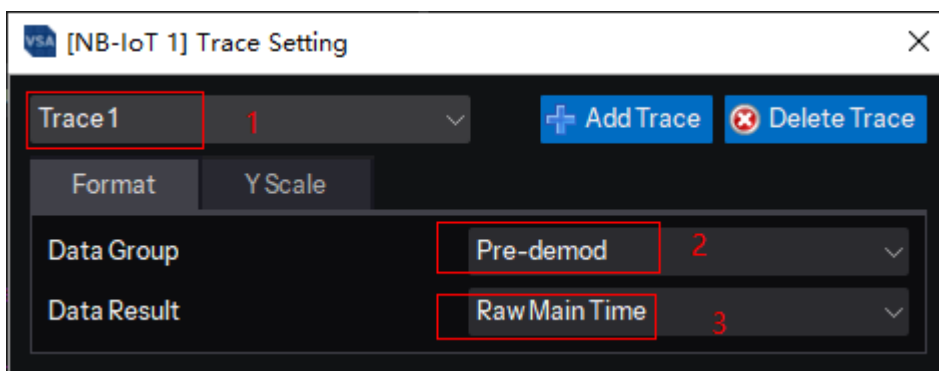 VSA [NB-IoT 1] Trace Setting
Trace1 1 Add Trace Delete Trace
Format Y Scale
Data Group Pre-demod 2
Data Result Raw Main Time 3